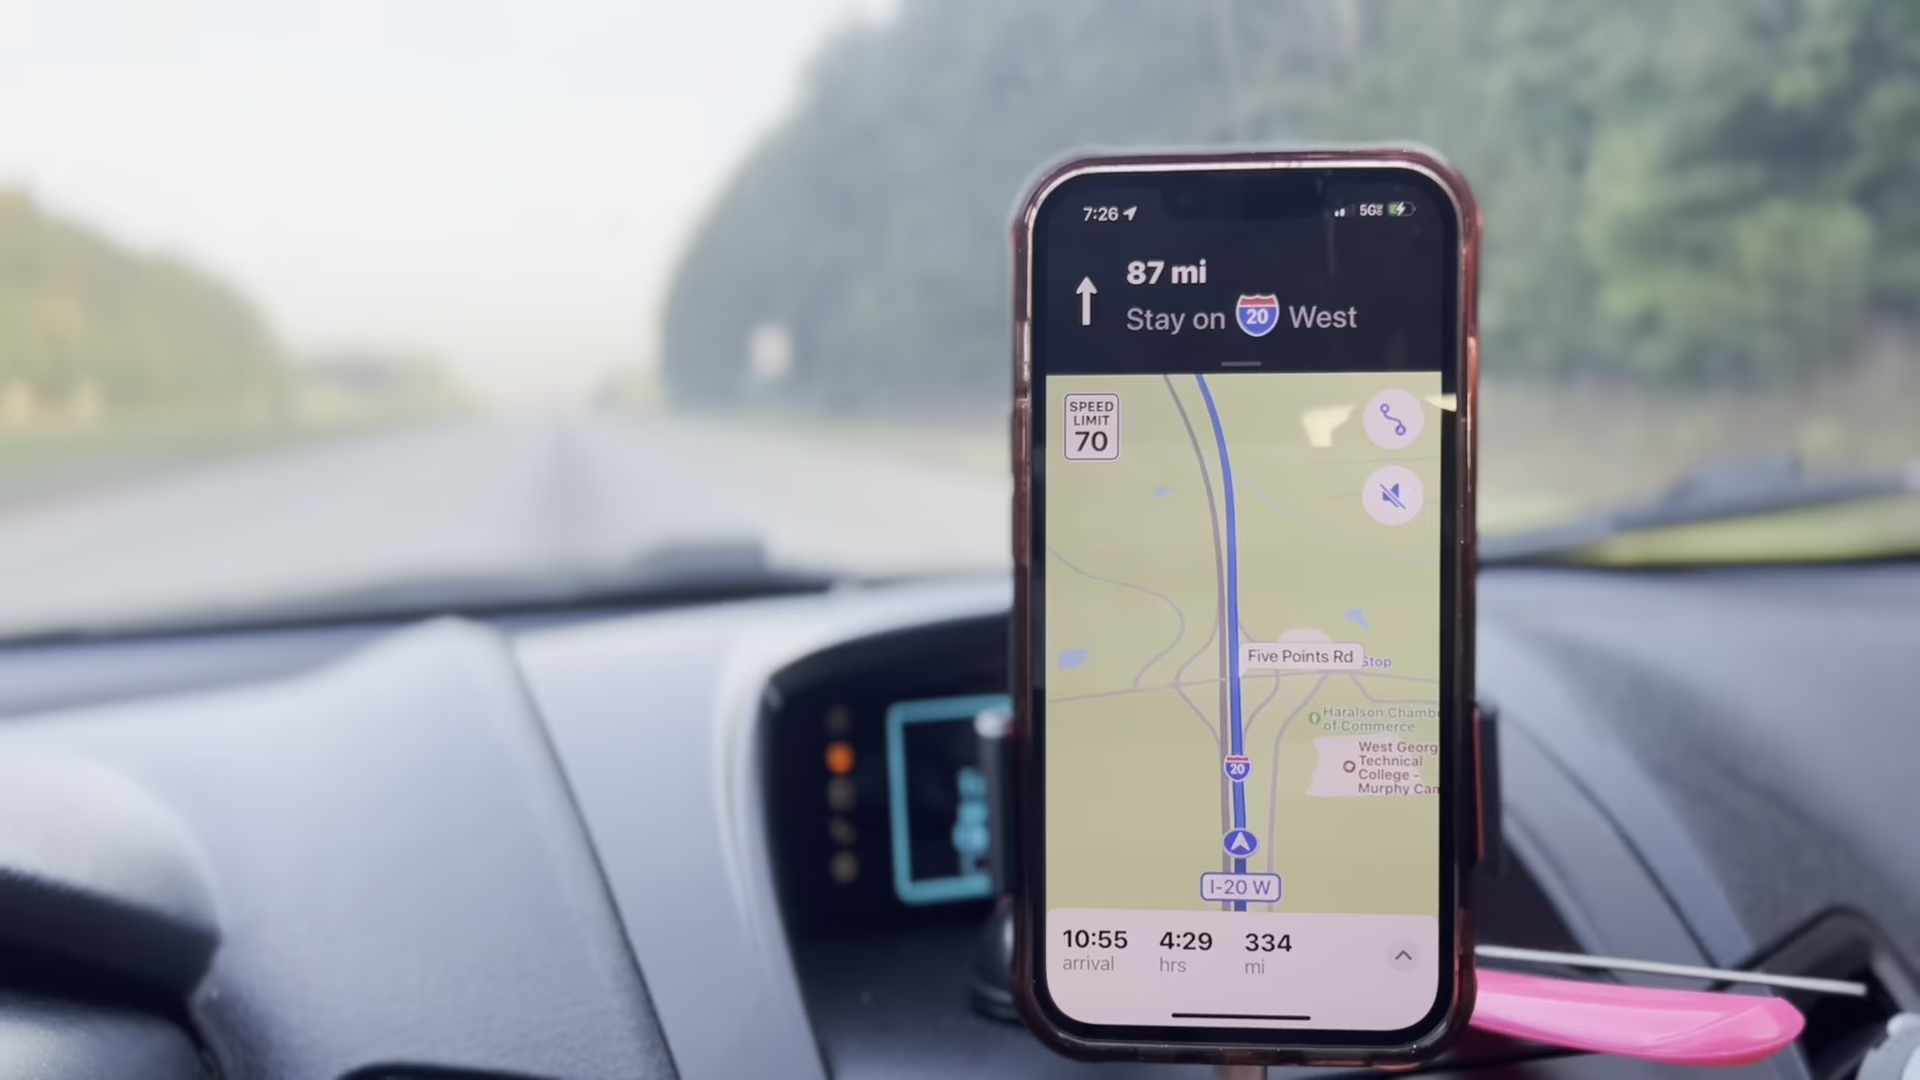 7:26
5G
87 mi
Stay on 20 West
SPEED
LIMIT
70
Five Points Rd
Stop
Haralson Chamb
of Commerce
West Georg
Technical
College -
Murphy Cam
20
I-20 W
10:55 4:29 334
arrival hrs mi